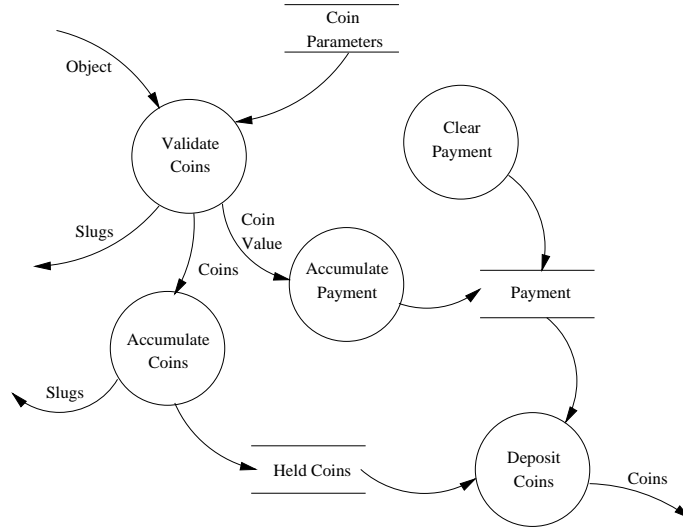 Coin
Parameters
Object
Clear
Payment
Validate
Coins
Slugs
Coin
Value
Coins
Accumulate
Payment
Payment
Accumulate
Coins
Slugs
Held Coins
Deposit
Coins
Coins